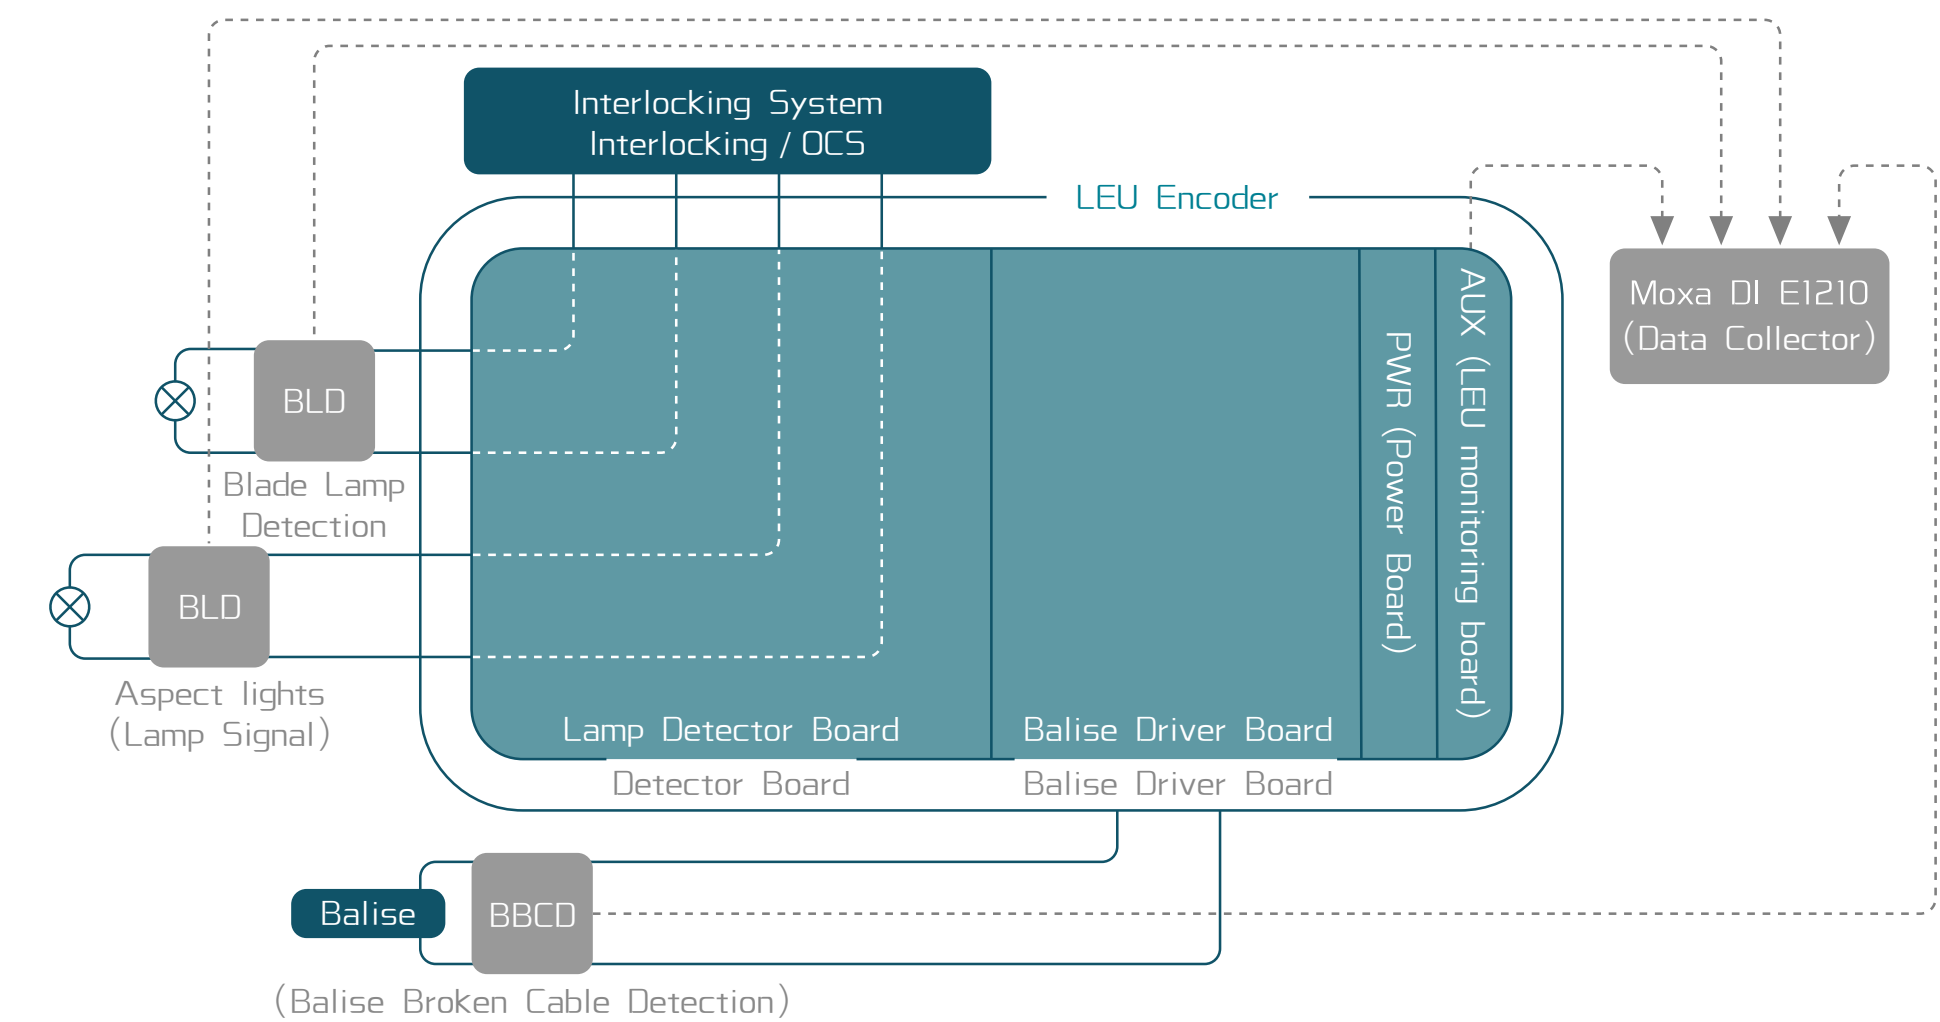 Interlocking System
Interlocking / OCS
LEU Encoder
Moxa DI E1210
(Data Collector)
BLD
Blade Lamp
Detection
BLD
Aspect lights
(Lamp Signal)
PWR (Power Board)
AUX (LEU monitoring board)
Lamp Detector Board
Balise Driver Board
Detector Board
Balise Driver Board
Balise
BBCD
(Balise Broken Cable Detection)